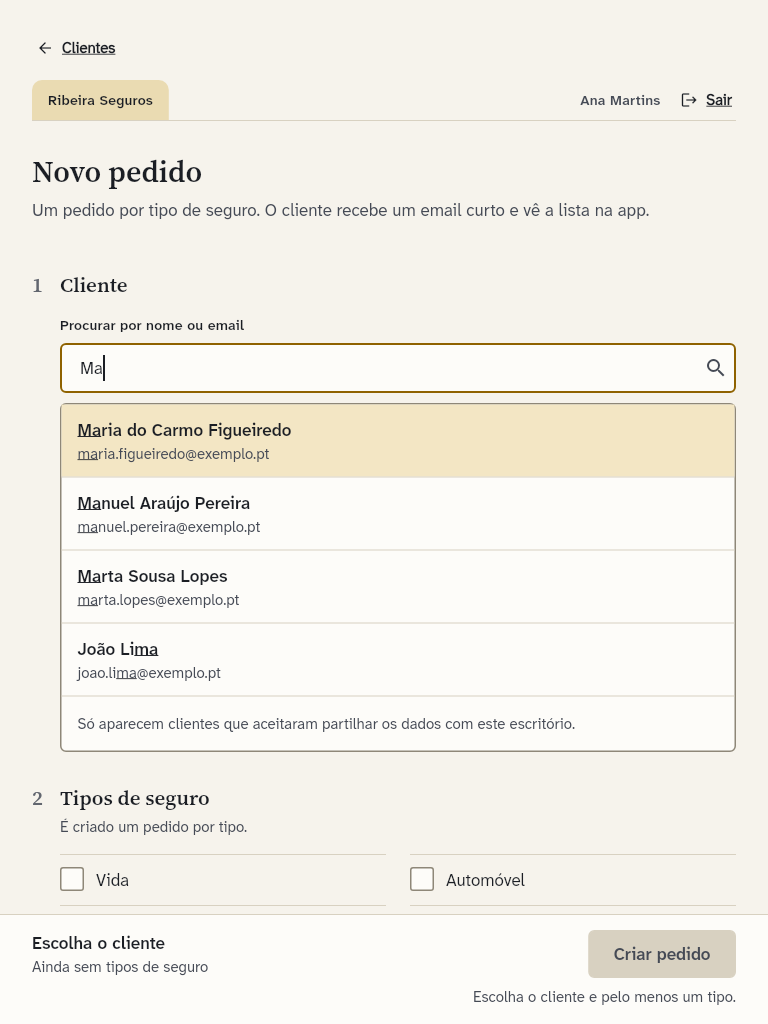 Clientes
Ribeira Seguros
Ana Martins
Sair
Novo pedido
Um pedido por tipo de seguro. O cliente recebe um email curto e vê a lista na app.
1 Cliente
Procurar por nome ou email
Ma
Maria do Carmo Figueiredo
maria.figueiredo@exemplo.pt
Manuel Araújo Pereira
manuel.pereira@exemplo.pt
Marta Sousa Lopes
marta.lopes@exemplo.pt
João Lima
joao.lima@exemplo.pt
Só aparecem clientes que aceitaram partilhar os dados com este escritório.
2 Tipos de seguro
É criado um pedido por tipo.
Vida
Automóvel
Escolha o cliente
Ainda sem tipos de seguro
Criar pedido
Escolha o cliente e pelo menos um tipo.